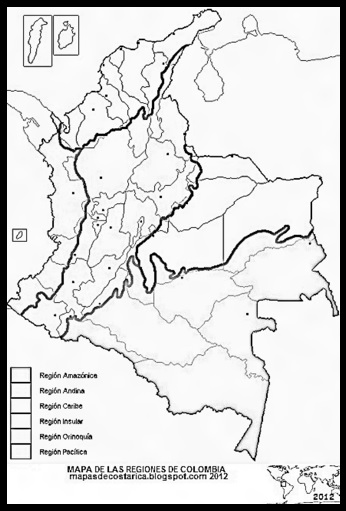 Región Amazónica
Región Andina
Región Caribe
Región Insular
Región Orinoquía
Región Pacífica
MAPA DE LAS REGIONES DE COLOMBIA
mapasdecostarica.blogspot.com 2012
2012